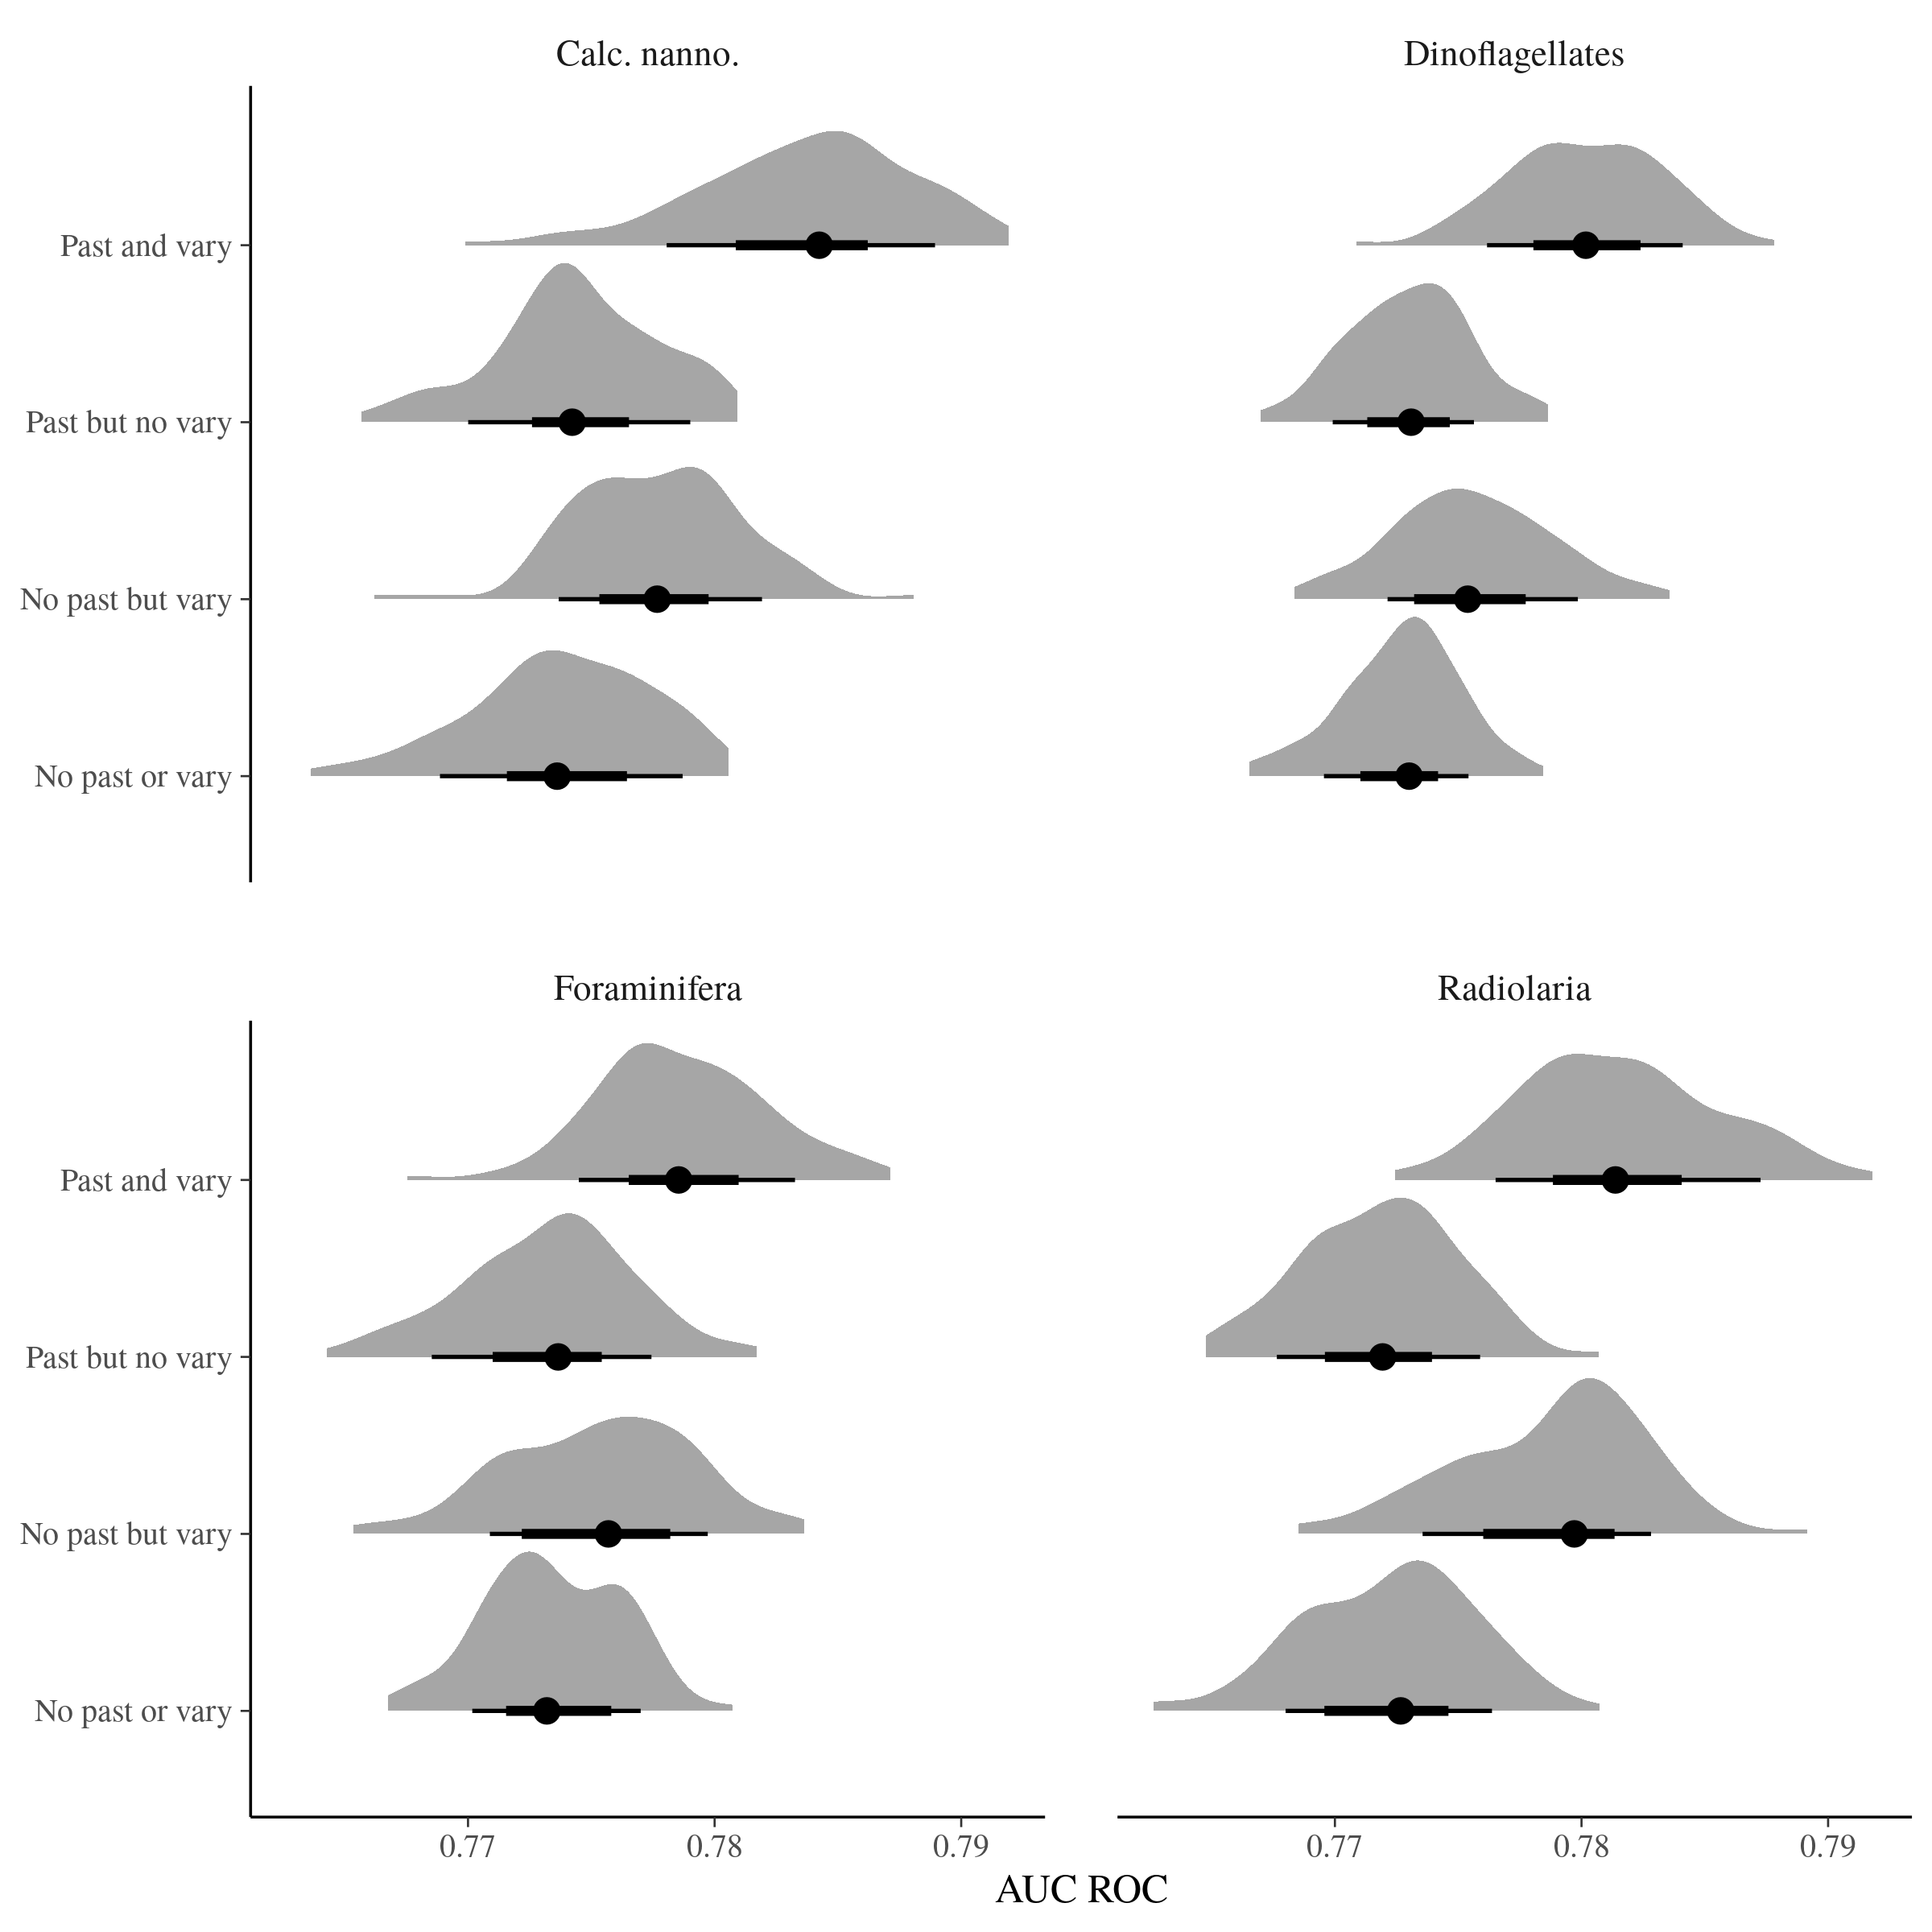 Calc. nanno.
Dinoflagellates
Past and vary
Past but no vary
No past but vary
No past or vary
Foraminifera
Radiolaria
Past and vary
Past but no vary
No past but vary
No past or vary
0.77 0.78 0.79 0.77 0.78 0.79
AUC ROC